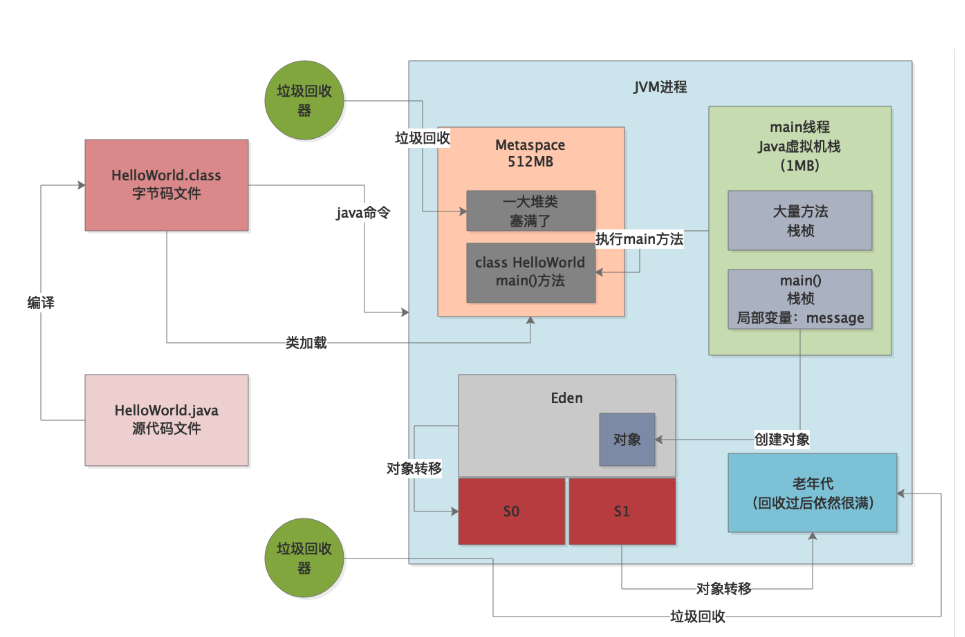 JVM进程
垃圾回收
器
垃圾回收
Metaspace
512MB
一大堆类
塞满了
class HelloWorld
main()方法
main线程
Java虚拟机栈
（1MB）
大量方法
栈桢
main()
栈桢
局部变量：message
执行main方法
HelloWorld.class
字节码文件
java命令
编译
类加载
HelloWorld.java
源代码文件
Eden
对象
创建对象
对象转移
S0
S1
老年代
（回收过后依然很满）
垃圾回收
器
对象转移
垃圾回收